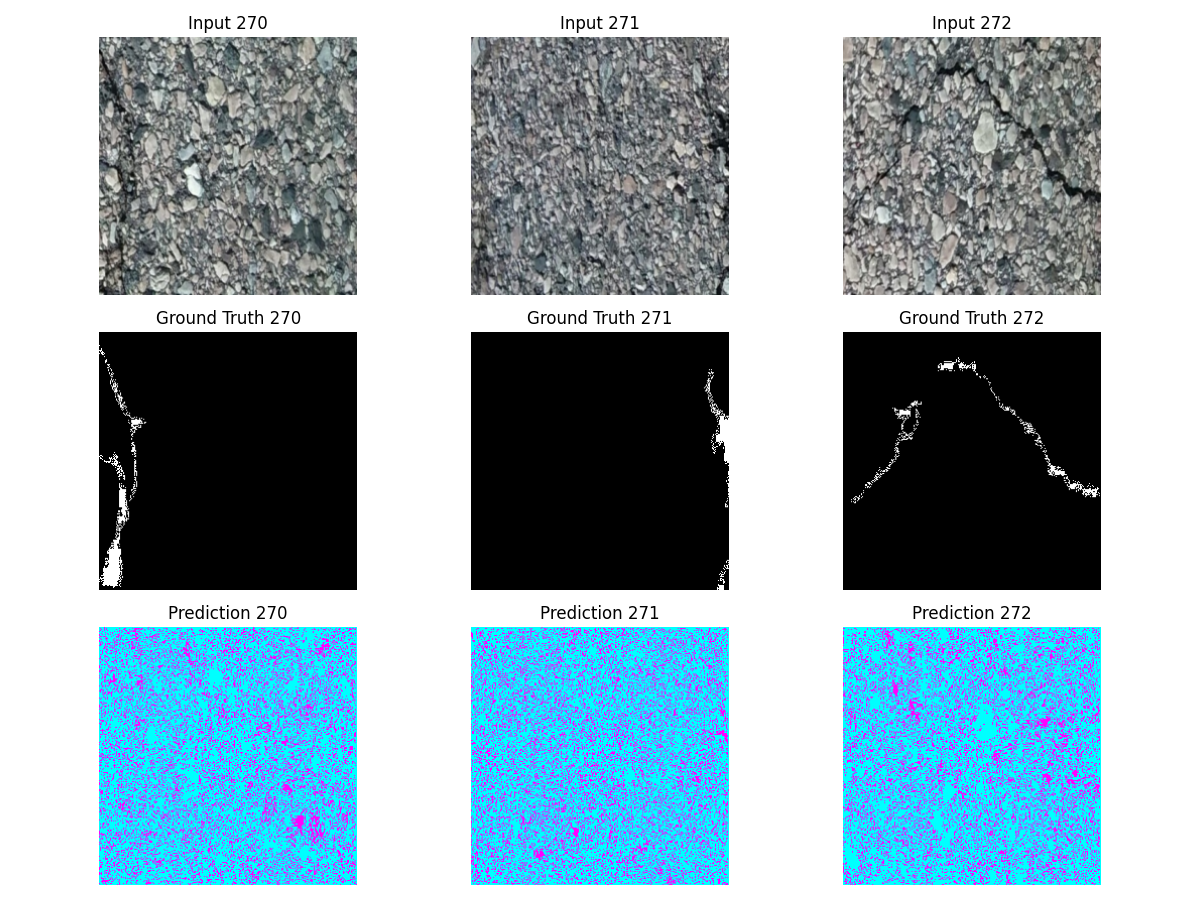 Input 270
Input 271
Input 272
Ground Truth 270
Ground Truth 271
Ground Truth 272
Prediction 270
Prediction 271
Prediction 272